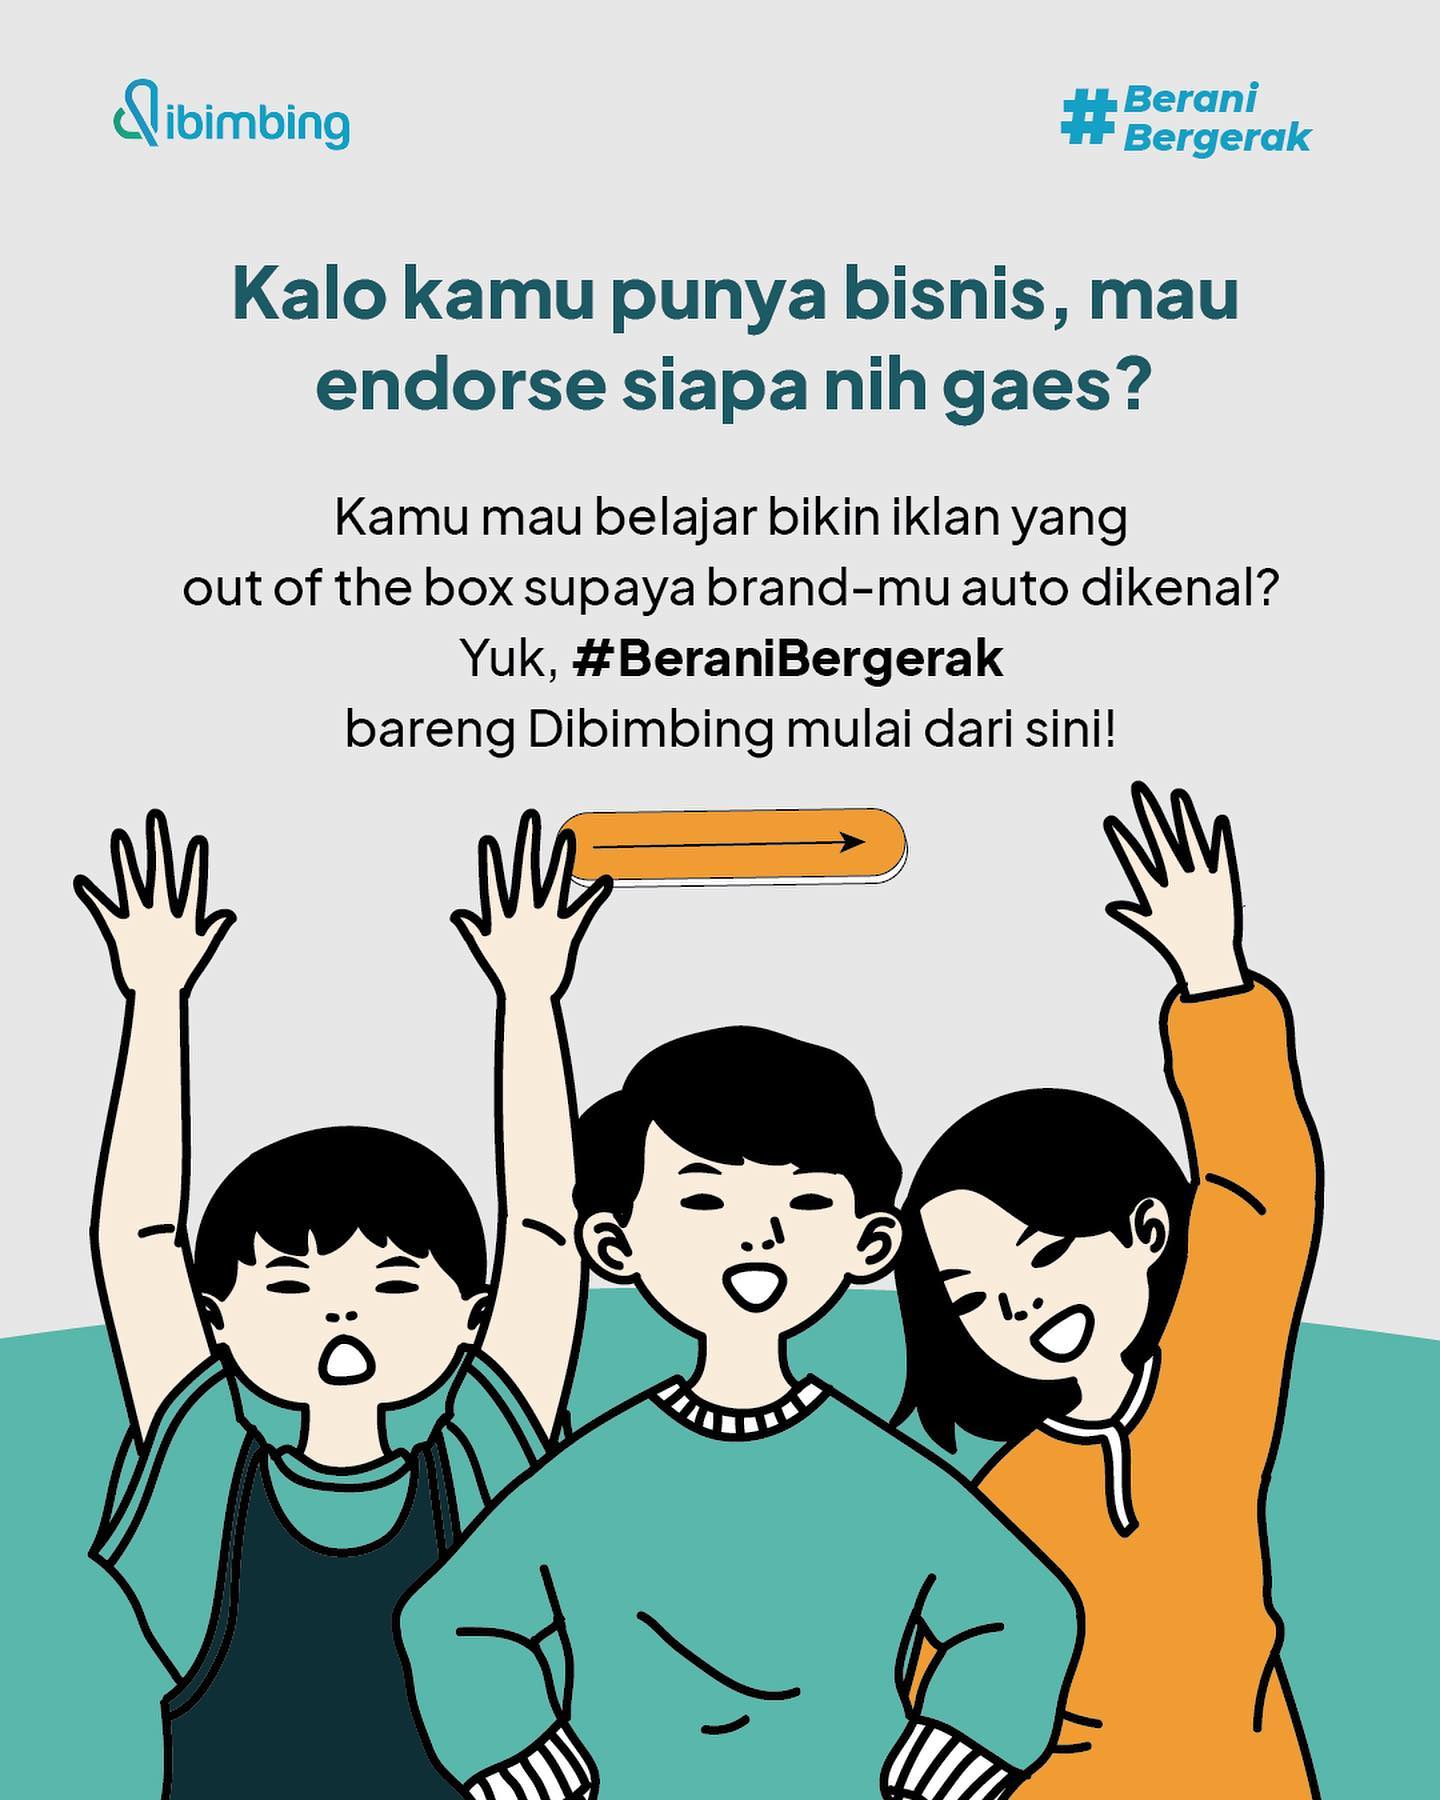 Dibimbing
#Berani
Bergerak
Kalo kamu punya bisnis, mau
endorse siapa nih gaes?
Kamu mau belajar bikin iklan yang
out of the box supaya brand-mu auto dikenal?
Yuk, #BeraniBergerak
bareng Dibimbing mulai dari sini!